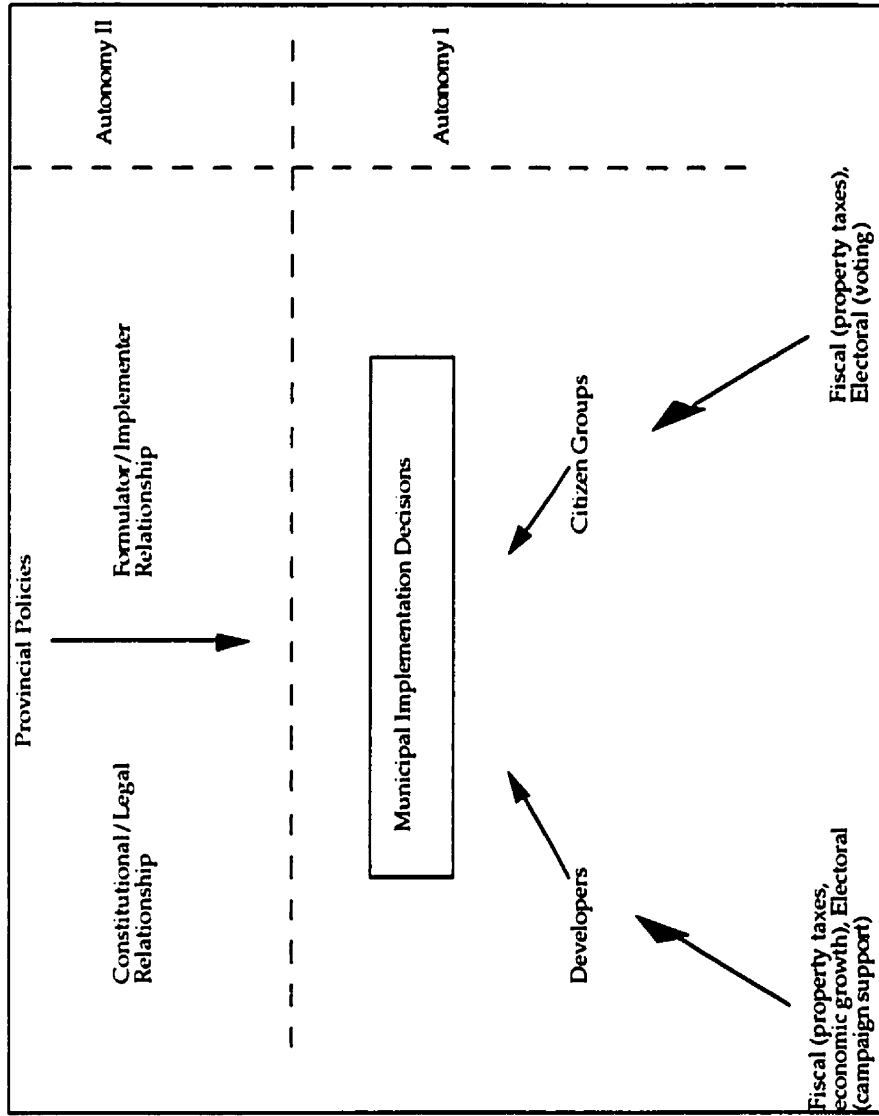 Provincial Policies
Constitutional/Legal
Relationship
Formulator/Implementer
Relationship
Autonomy II
Municipal Implementation Decisions
Autonomy I
Developers
Citizen Groups
Fiscal (property taxes,
economic growth), Electoral
(campaign support)
Fiscal (property taxes),
Electoral (voting)